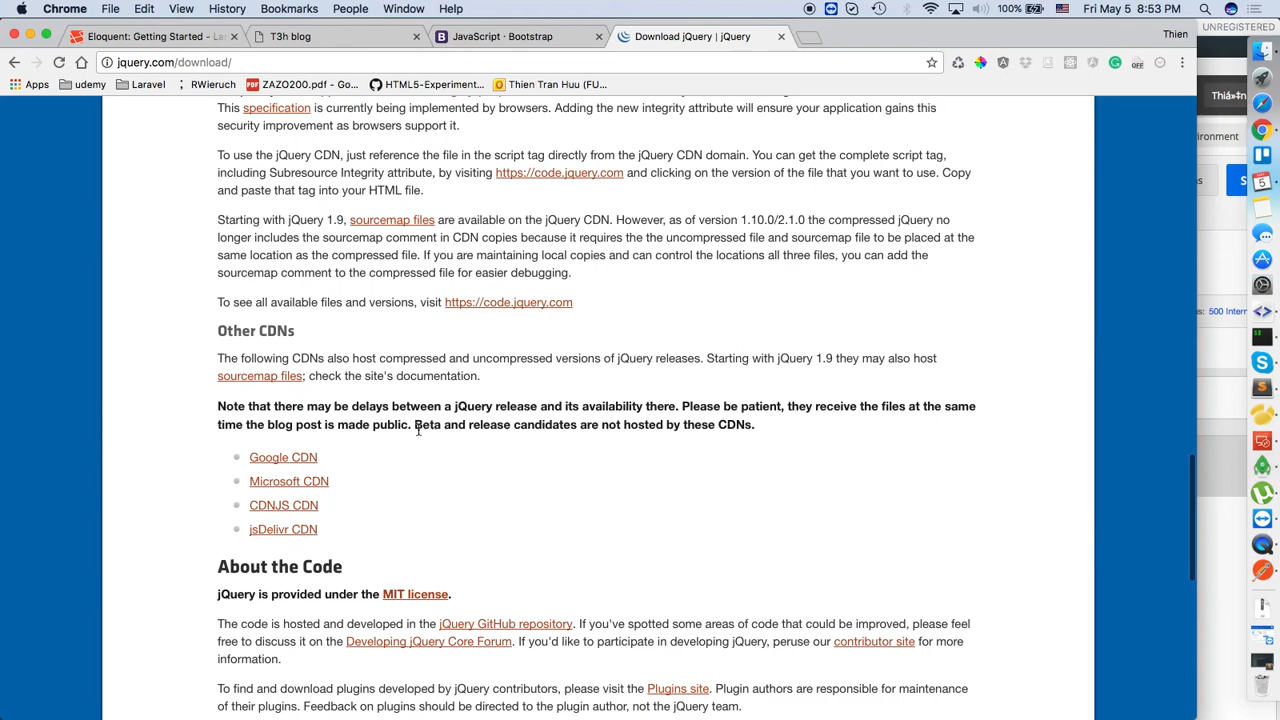 Chrome File Edit View History Bookmarks People Window Help 100% Fri May 5 8:53 PM
UNREGISTERED
Eloquent: Getting Started - Lar
T3h blog
JavaScript · Bootstrap
Download jQuery | jQuery
Thien
jquery.com/download/
Apps udemy Laravel RWieruch ZAZO200.pdf - Go... HTML5-Experiment... Thien Tran Huu (FU...
This specification is currently being implemented by browsers. Adding the new integrity attribute will ensure your application gains this
security improvement as browsers support it.
To use the jQuery CDN, just reference the file in the script tag directly from the jQuery CDN domain. You can get the complete script tag,
including Subresource Integrity attribute, by visiting https://code.jquery.com and clicking on the version of the file that you want to use. Copy
and paste that tag into your HTML file.
Starting with jQuery 1.9, sourcemap files are available on the jQuery CDN. However, as of version 1.10.0/2.1.0 the compressed jQuery no
longer includes the sourcemap comment in CDN copies because it requires the the uncompressed file and sourcemap file to be placed at the
same location as the compressed file. If you are maintaining local copies and can control the locations all three files, you can add the
sourcemap comment to the compressed file for easier debugging.
To see all available files and versions, visit https://code.jquery.com
Other CDNs
The following CDNs also host compressed and uncompressed versions of jQuery releases. Starting with jQuery 1.9 they may also host
sourcemap files; check the site's documentation.
Note that there may be delays between a jQuery release and its availability there. Please be patient, they receive the files at the same
time the blog post is made public. Beta and release candidates are not hosted by these CDNs.
Google CDN
Microsoft CDN
CDNJS CDN
jsDelivr CDN
About the Code
jQuery is provided under the MIT license.
The code is hosted and developed in the jQuery GitHub repository. If you've spotted some areas of code that could be improved, please feel
free to discuss it on the Developing jQuery Core Forum. If you'd like to participate in developing jQuery, peruse our contributor site for more
information.
To find and download plugins developed by jQuery contributors, please visit the Plugins site. Plugin authors are responsible for maintenance
of their plugins. Feedback on plugins should be directed to the plugin author, not the jQuery team.
ironment
500 Intern